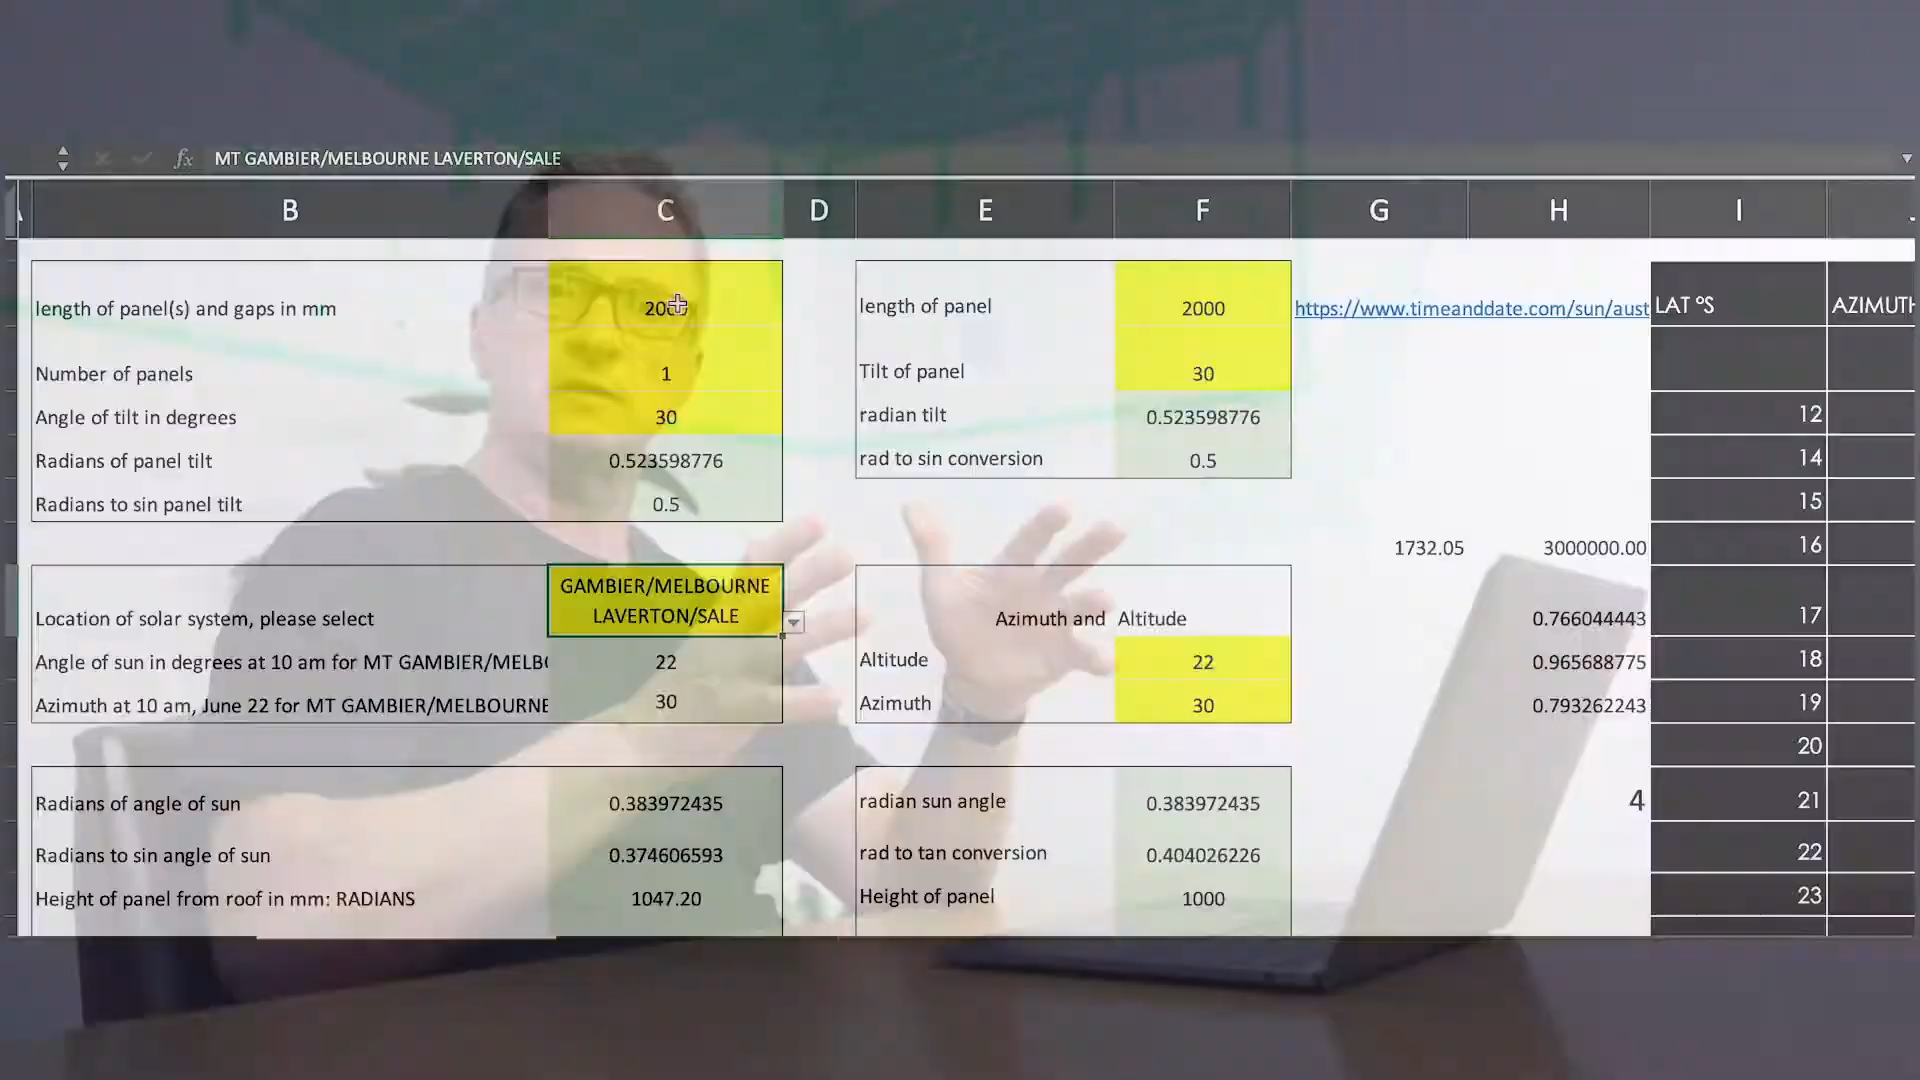 fx MT GAMBIER/MELBOURNE LAVERTON/SALE
B C D E F G H I
length of panel(s) and gaps in mm
Number of panels 1
Angle of tilt in degrees 30
Radians of panel tilt 0.523598776
Radians to sin panel tilt 0.5
length of panel 2000
Tilt of panel 30
radian tilt 0.523598776
rad to sin conversion 0.5
https://www.timeanddate.com/sun/aust
1732.05 3000000.00
Location of solar system, please select GAMBIER/MELBOURNE
LAVERTON/SALE
Angle of sun in degrees at 10 am for MT GAMBIER/MELBO 22
Azimuth at 10 am, June 22 for MT GAMBIER/MELBOURNE 30
Azimuth and Altitude
Altitude 22
Azimuth 30
0.766044443
0.965688775
0.793262243
4
Radians of angle of sun 0.383972435
Radians to sin angle of sun 0.374606593
Height of panel from roof in mm: RADIANS 1047.20
radian sun angle 0.383972435
rad to tan conversion 0.404026226
Height of panel 1000
LAT ºS AZIMUTH
12
14
15
16
17
18
19
20
21
22
23